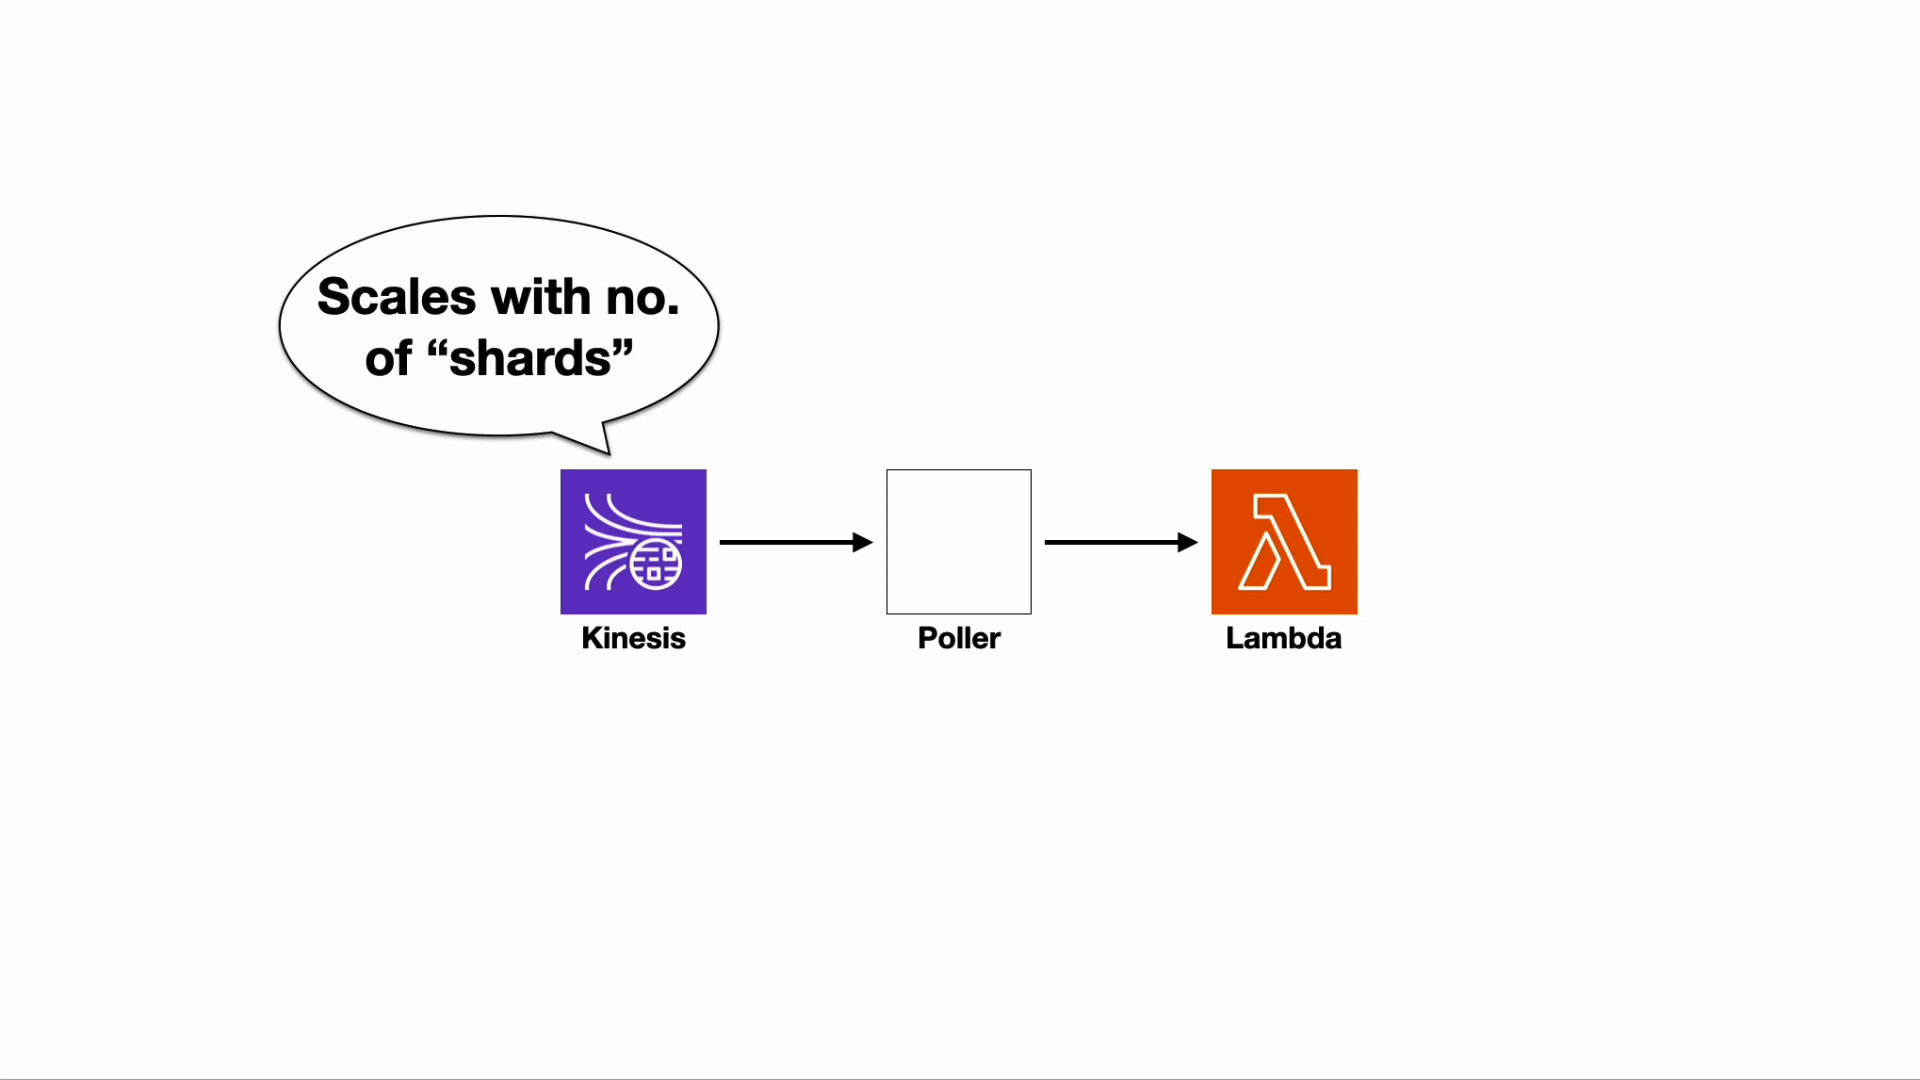 Scales with no.
of “shards”
Kinesis
Poller
Lambda